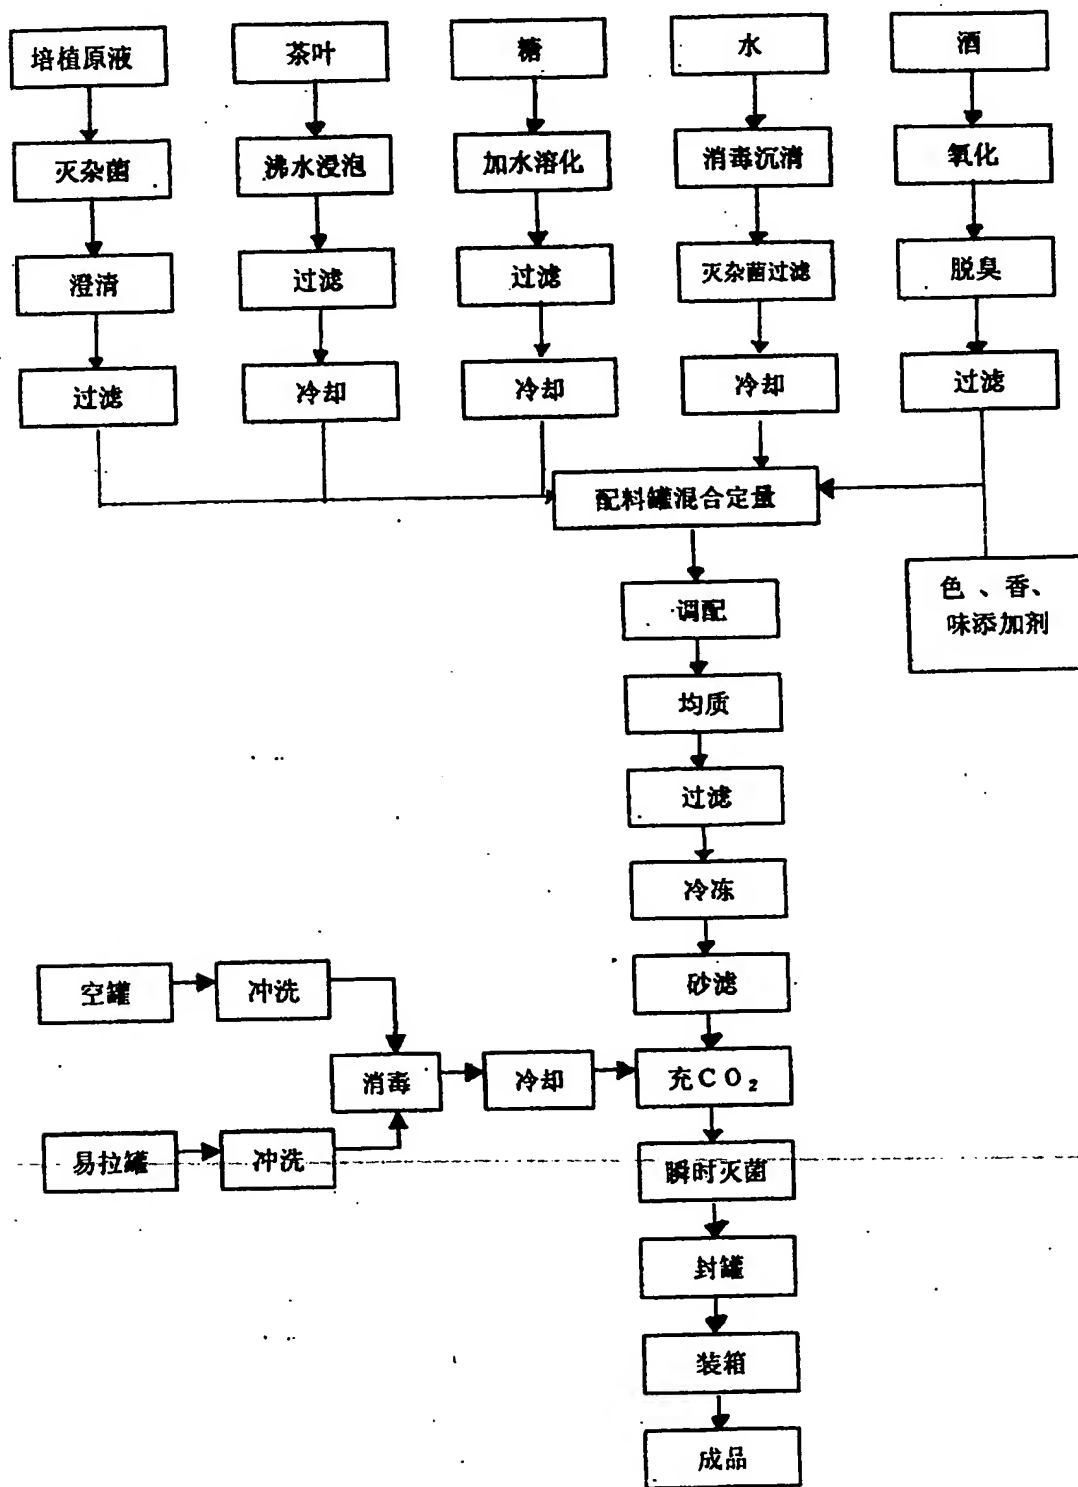 培植原液
茶叶
糖
水
酒
灭杂菌
沸水浸泡
加水溶化
消毒沉清
氧化
澄清
过滤
过滤
灭杂菌过滤
脱臭
过滤
冷却
冷却
冷却
过滤
配料罐混合定量
色、香、
味添加剂
调配
均质
过滤
冷冻
砂滤
空罐
冲洗
消毒
冷却
充CO₂
易拉罐
冲洗
瞬时灭菌
封罐
装箱
成品